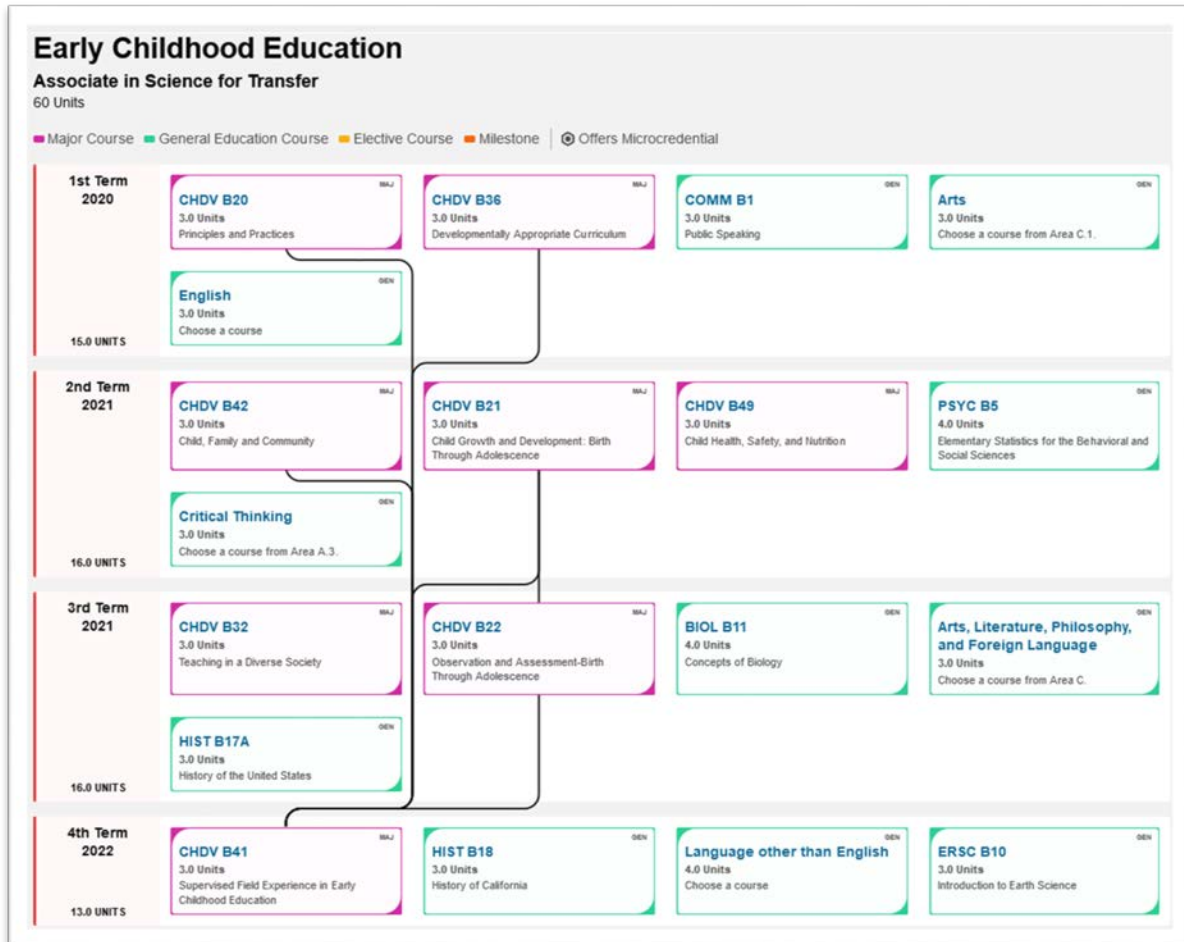 Early Childhood Education
Associate in Science for Transfer
60 Units
Major Course General Education Course Elective Course Milestone Offers Microcredential
1st Term
2020
15.0 UNITS
MAJ
CHDV B20
3.0 Units
Principles and Practices
MAJ
CHDV B36
3.0 Units
Developmentally Appropriate Curriculum
GEN
COMM B1
3.0 Units
Public Speaking
GEN
Arts
3.0 Units
Choose a course from Area C.1.
GEN
English
3.0 Units
Choose a course
2nd Term
2021
16.0 UNITS
MAJ
CHDV B42
3.0 Units
Child, Family and Community
MAJ
CHDV B21
3.0 Units
Child Growth and Development: Birth
Through Adolescence
MAJ
CHDV B49
3.0 Units
Child Health, Safety, and Nutrition
GEN
PSYC B5
4.0 Units
Elementary Statistics for the Behavioral and
Social Sciences
GEN
Critical Thinking
3.0 Units
Choose a course from Area A.3.
3rd Term
2021
16.0 UNITS
MAJ
CHDV B32
3.0 Units
Teaching in a Diverse Society
MAJ
CHDV B22
3.0 Units
Observation and Assessment-Birth
Through Adolescence
GEN
BIOL B11
4.0 Units
Concepts of Biology
GEN
Arts, Literature, Philosophy,
and Foreign Language
3.0 Units
Choose a course from Area C.
GEN
HIST B17A
3.0 Units
History of the United States
4th Term
2022
13.0 UNITS
MAJ
CHDV B41
3.0 Units
Supervised Field Experience in Early
Childhood Education
GEN
HIST B18
3.0 Units
History of California
GEN
Language other than English
4.0 Units
Choose a course
GEN
ERSC B10
3.0 Units
Introduction to Earth Science